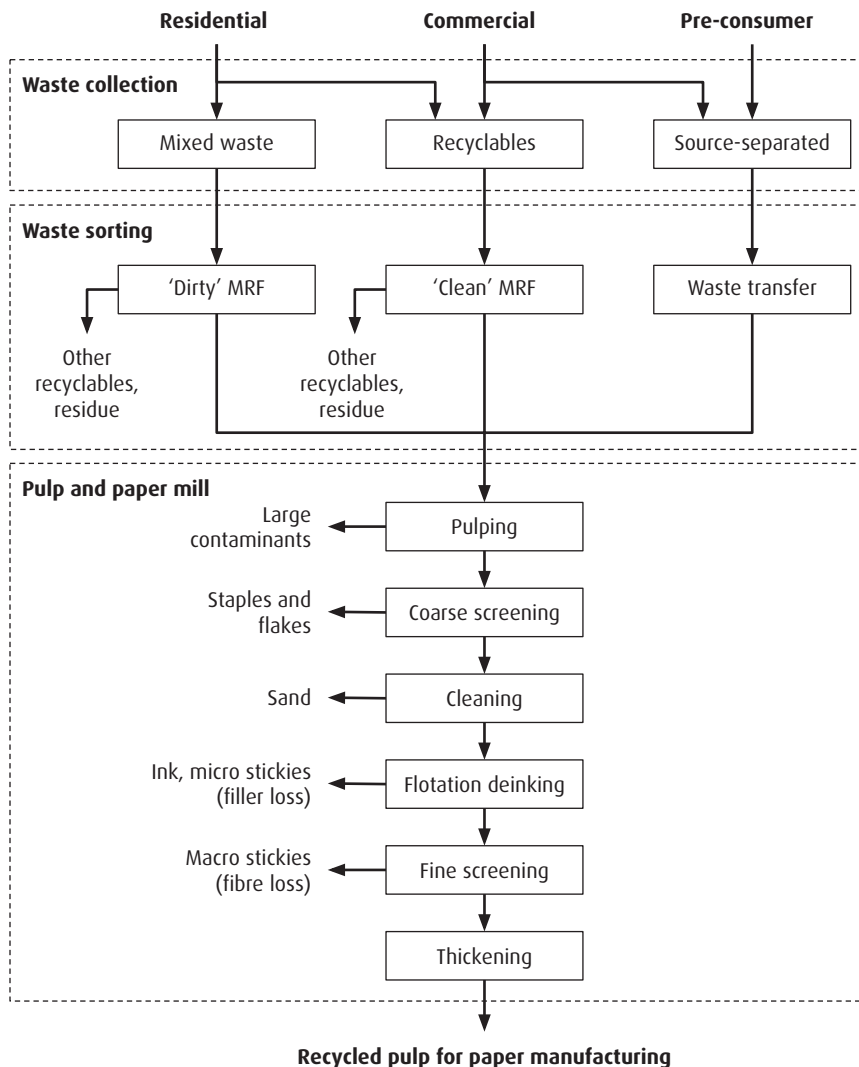 Residential
Commercial
Pre-consumer
Waste collection
Mixed waste
Recyclables
Source-separated
Waste sorting
‘Dirty’ MRF
‘Clean’ MRF
Waste transfer
Other
recyclables,
residue
Other
recyclables,
residue
Pulp and paper mill
Large
contaminants
Pulping
Staples and
flakes
Coarse screening
Sand
Cleaning
Ink, micro stickies
(filler loss)
Flotation deinking
Macro stickies
(fibre loss)
Fine screening
Thickening
Recycled pulp for paper manufacturing